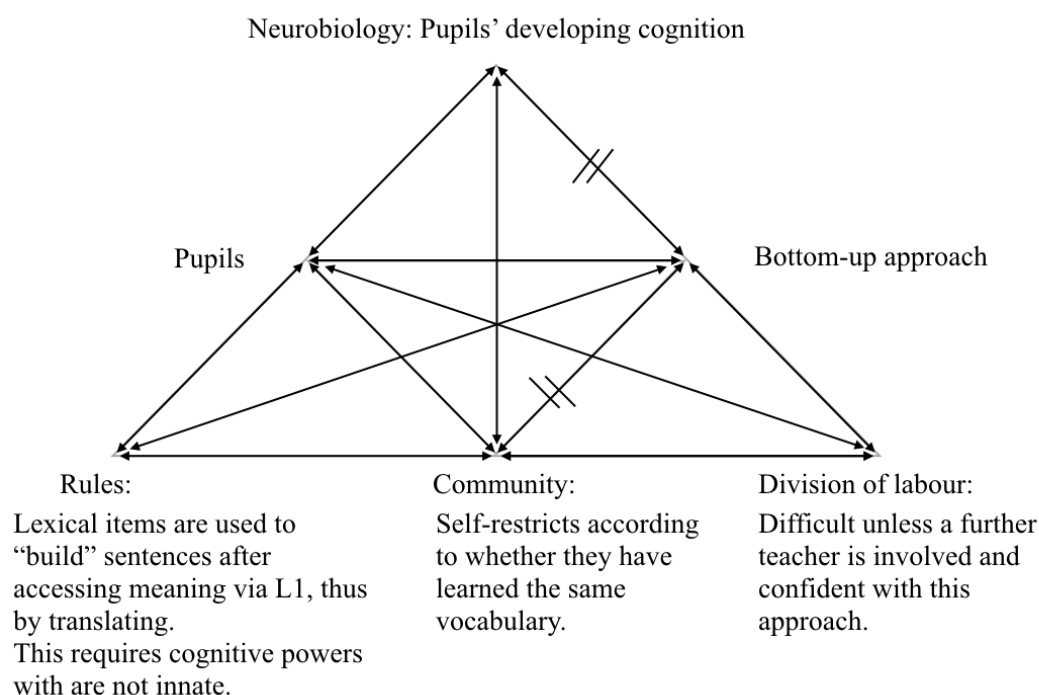 Neurobiology: Pupils’ developing cognition
Pupils
Bottom-up approach
Rules:
Lexical items are used to
“build” sentences after
accessing meaning via L1, thus
by translating.
This requires cognitive powers
with are not innate.
Community:
Self-restricts according
to whether they have
learned the same
vocabulary.
Division of labour:
Difficult unless a further
teacher is involved and
confident with this
approach.